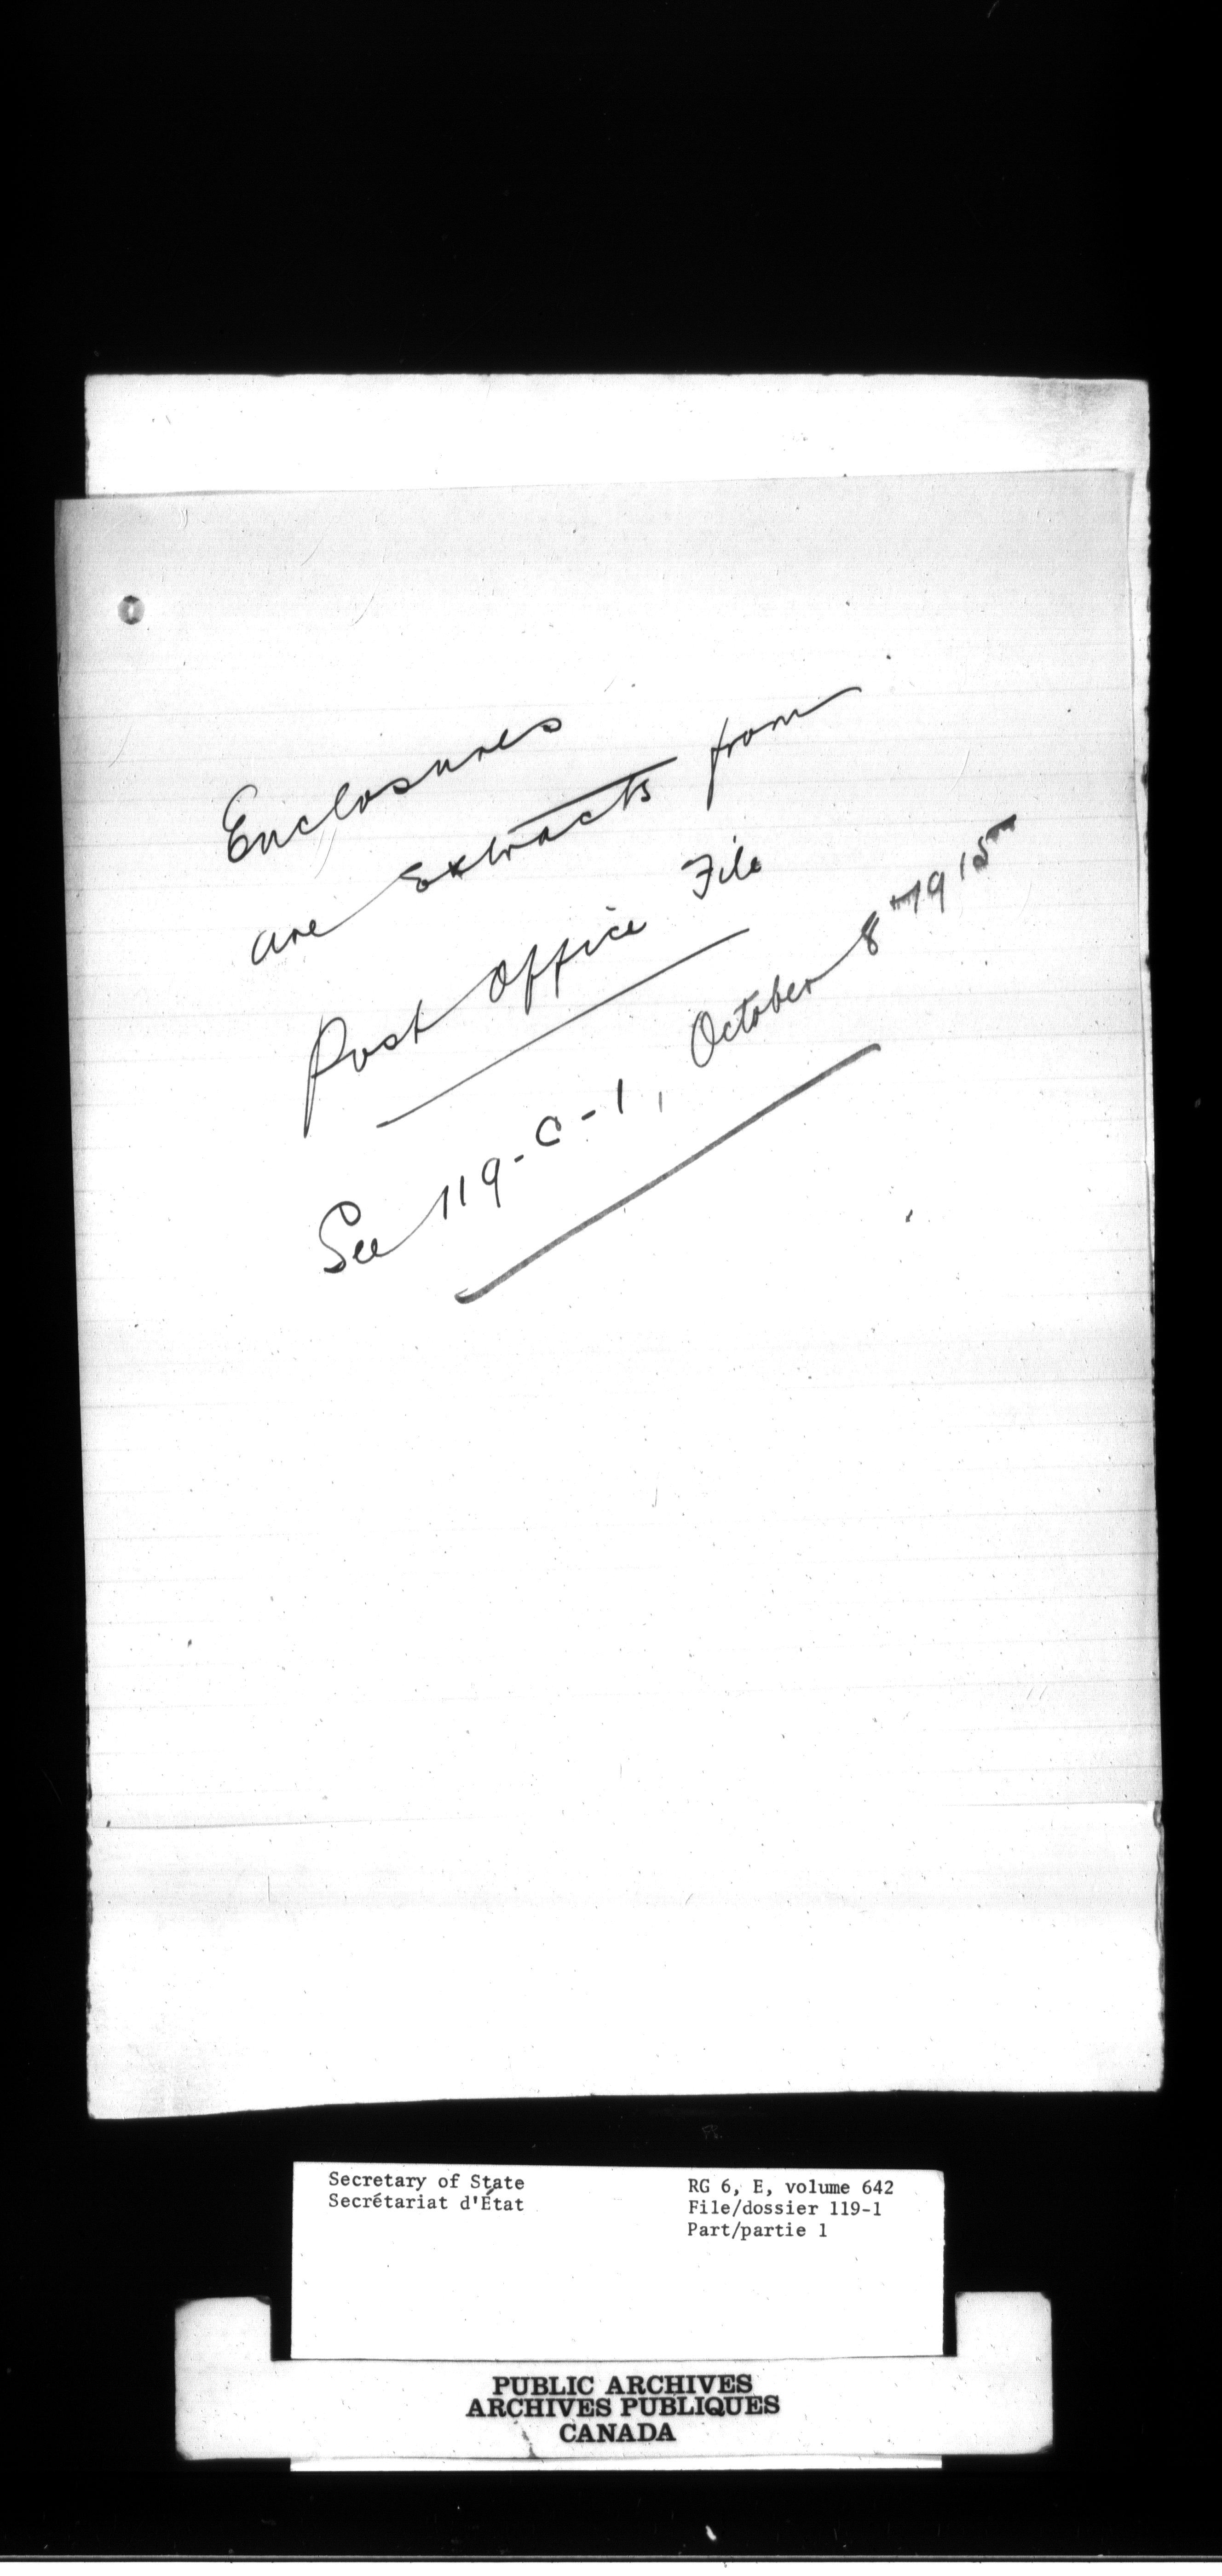 Enclosures
are Extracts from
Post Office File
See 119-C-1, October 8th 1915
Secretary of State
Secrétariat d'État
RG 6, E, volume 642
File/dossier 119-1
Part/partie 1
PUBLIC ARCHIVES
ARCHIVES PUBLIQUES
CANADA